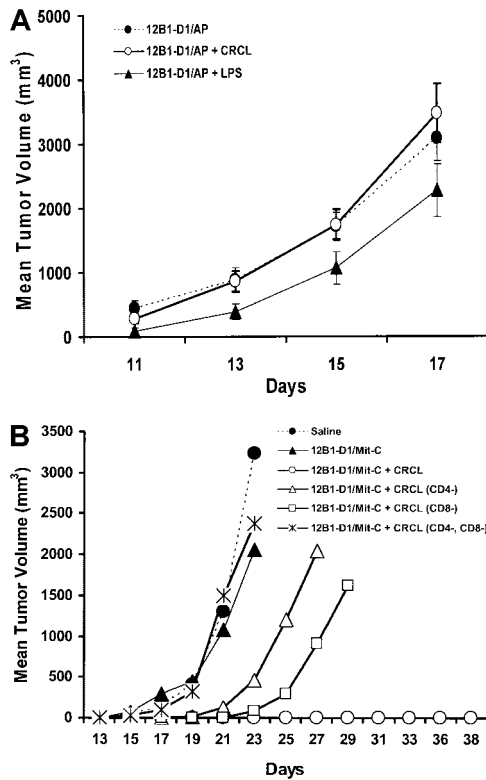 A
12B1-D1/AP
12B1-D1/AP + CRCL
12B1-D1/AP + LPS
Mean Tumor Volume (mm3)
5000
4000
3000
2000
1000
0
11 13 15 17
Days
B
Saline
12B1-D1/Mit-C
12B1-D1/Mit-C + CRCL
12B1-D1/Mit-C + CRCL (CD4-)
12B1-D1/Mit-C + CRCL (CD8-)
12B1-D1/Mit-C + CRCL (CD4-, CD8-)
Mean Tumor Volume (mm3)
3500
3000
2500
2000
1500
1000
500
0
13 15 17 19 21 23 25 27 29 31 33 36 38
Days